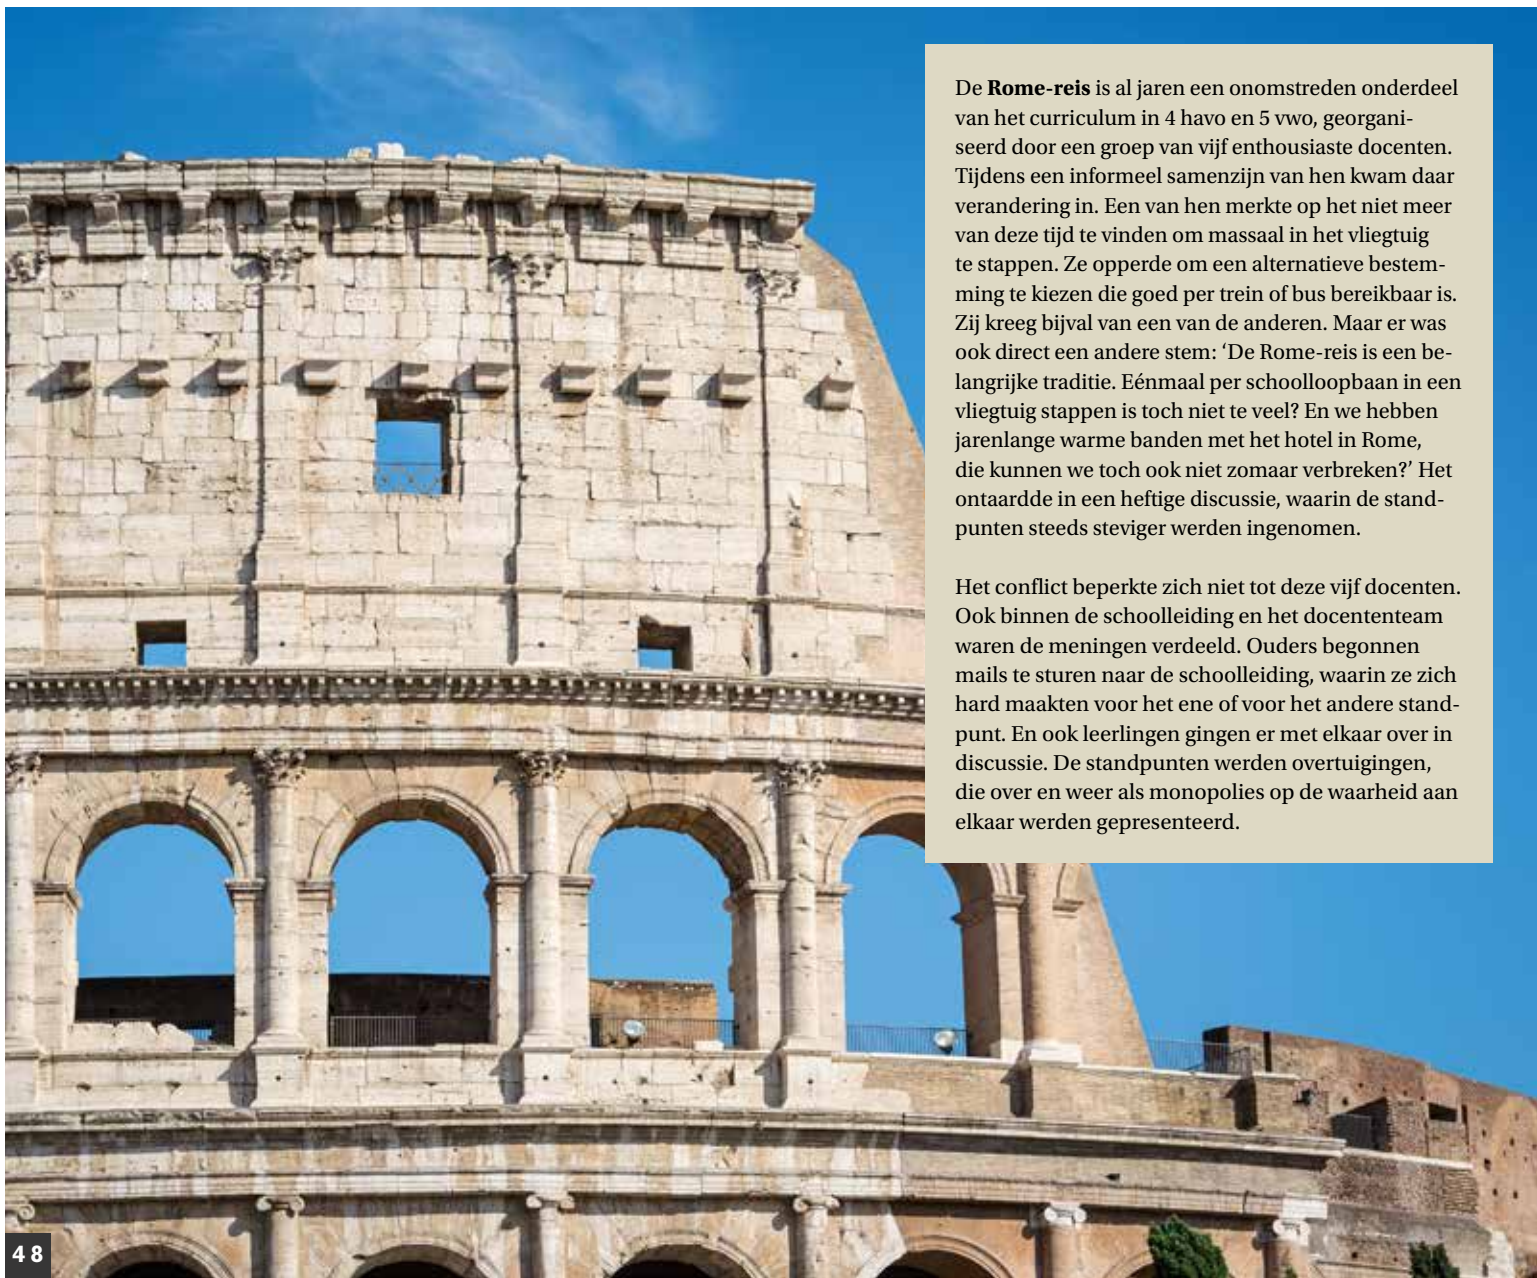 De Rome-reis is al jaren een onomstreden onderdeel
van het curriculum in 4 havo en 5 vwo, georgani-
seerd door een groep van vijf enthousiaste docenten.
Tijdens een informeel samenzijn van hen kwam daar
verandering in. Een van hen merkte op het niet meer
van deze tijd te vinden om massaal in het vliegtuig
te stappen. Ze opperde om een alternatieve bestem-
ming te kiezen die goed per trein of bus bereikbaar is.
Zij kreeg bijval van een van de anderen. Maar er was
ook direct een andere stem: ‘De Rome-reis is een be-
langrijke traditie. Eénmaal per schoolloopbaan in een
vliegtuig stappen is toch niet te veel? En we hebben
jarenlange warme banden met het hotel in Rome,
die kunnen we toch ook niet zomaar verbreken?’ Het
ontaardde in een heftige discussie, waarin de stand-
punten steeds steviger werden ingenomen.
Het conflict beperkte zich niet tot deze vijf docenten.
Ook binnen de schoolleiding en het docententeam
waren de meningen verdeeld. Ouders begonnen
mails te sturen naar de schoolleiding, waarin ze zich
hard maakten voor het ene of voor het andere stand-
punt. En ook leerlingen gingen er met elkaar over in
discussie. De standpunten werden overtuigingen,
die over en weer als monopolies op de waarheid aan
elkaar werden gepresenteerd.
48